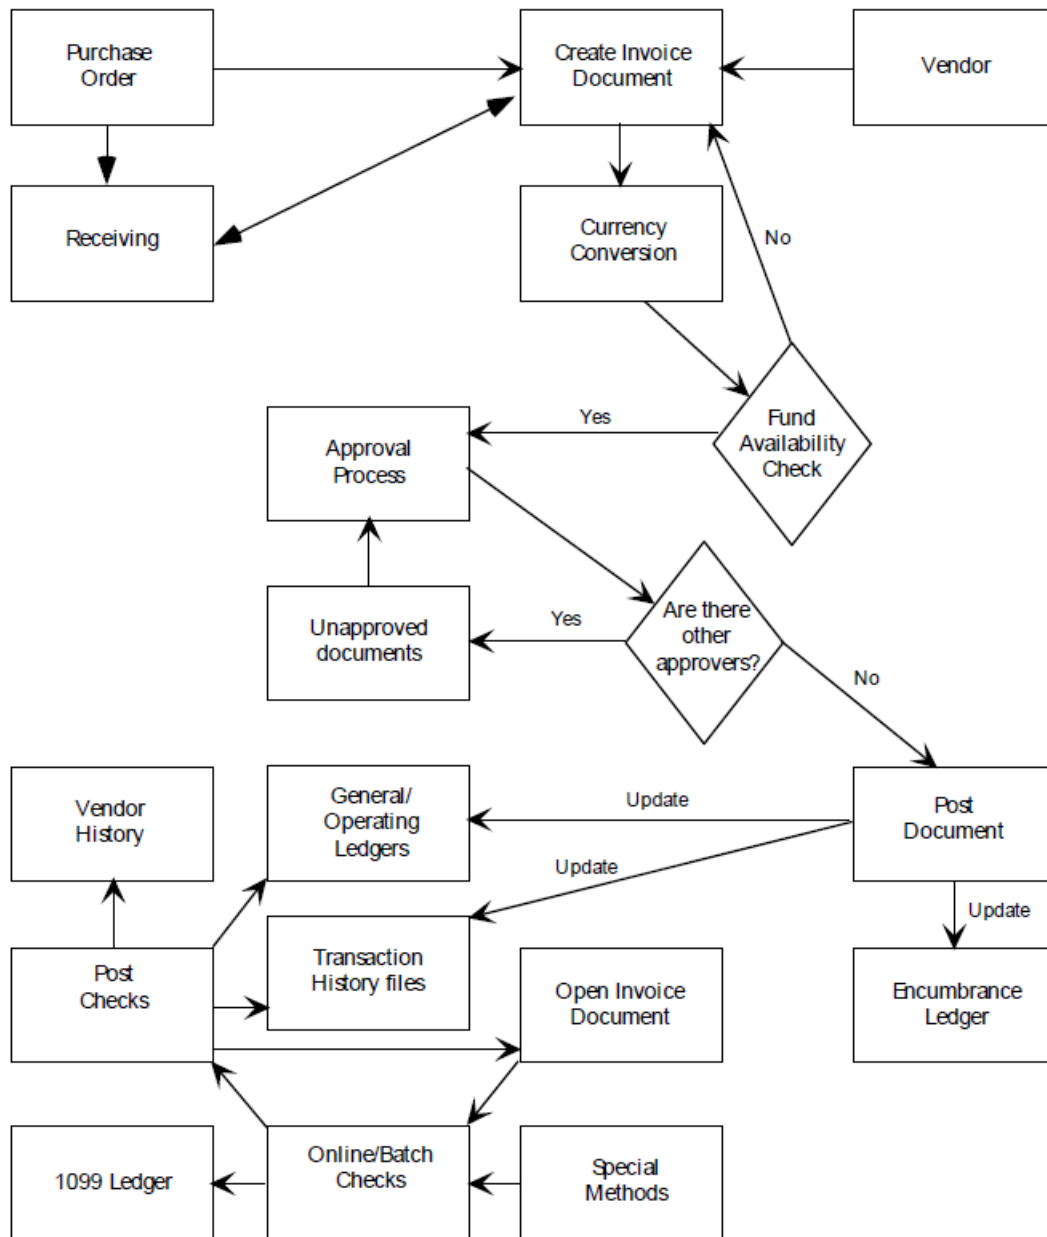 Purchase
Order
Create Invoice
Document
Vendor
Receiving
Currency
Conversion
No
Fund
Availability
Check
Yes
Approval
Process
Are there
other
approvers?
Yes
Unapproved
documents
No
Vendor
History
General/
Operating
Ledgers
Update
Post
Document
Update
Update
Post
Checks
Transaction
History files
Open Invoice
Document
Encumbrance
Ledger
1099 Ledger
Online/Batch
Checks
Special
Methods